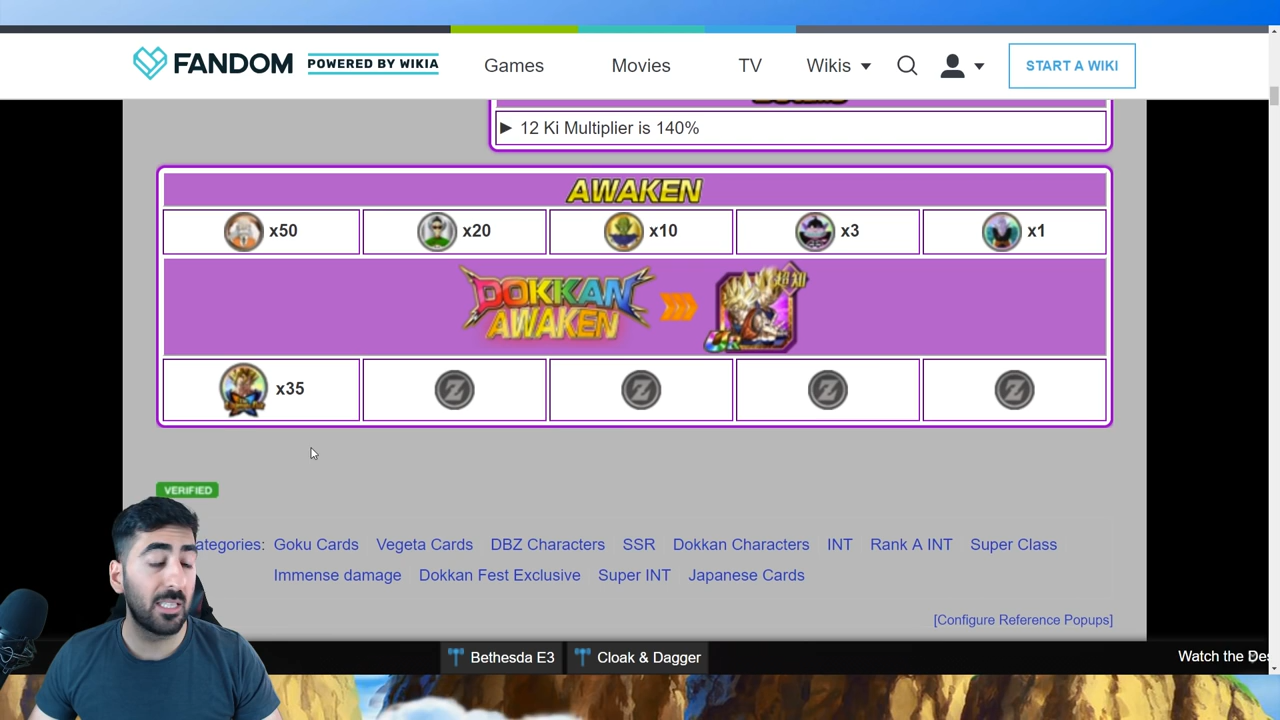 FANDOM POWERED BY WIKIA Games Movies TV Wikis START A WIKI
▶ 12 Ki Multiplier is 140%
AWAKEN
x50 x20 x10 x3 x1
DOKKAN AWAKEN
x35
VERIFIED
ategories: Goku Cards Vegeta Cards DBZ Characters SSR Dokkan Characters INT Rank A INT Super Class
Immense damage Dokkan Fest Exclusive Super INT Japanese Cards
[Configure Reference Popups]
Bethesda E3 Cloak & Dagger Watch the De